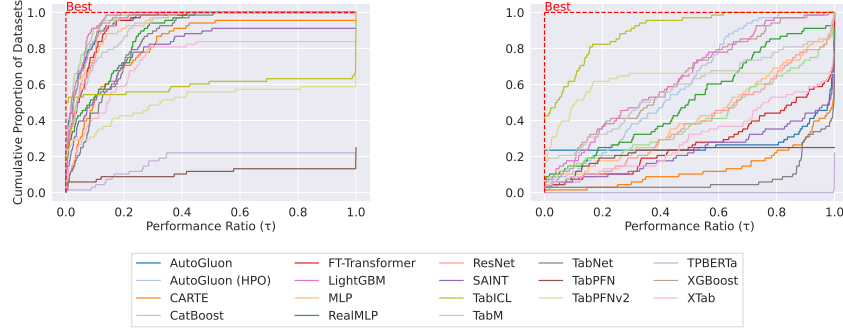 Best
Best
Cumulative Proportion of Datasets
1.0
0.8
0.6
0.4
0.2
0.0
0.0 0.2 0.4 0.6 0.8 1.0
Performance Ratio (τ)
1.0
0.8
0.6
0.4
0.2
0.0
0.0 0.2 0.4 0.6 0.8 1.0
Performance Ratio (τ)
AutoGluon FT-Transformer ResNet TabNet TPBERTa
AutoGluon (HPO) LightGBM SAINT TabPFN XGBoost
CARTE MLP TabICL TabPFNv2 XTab
CatBoost RealMLP TabM